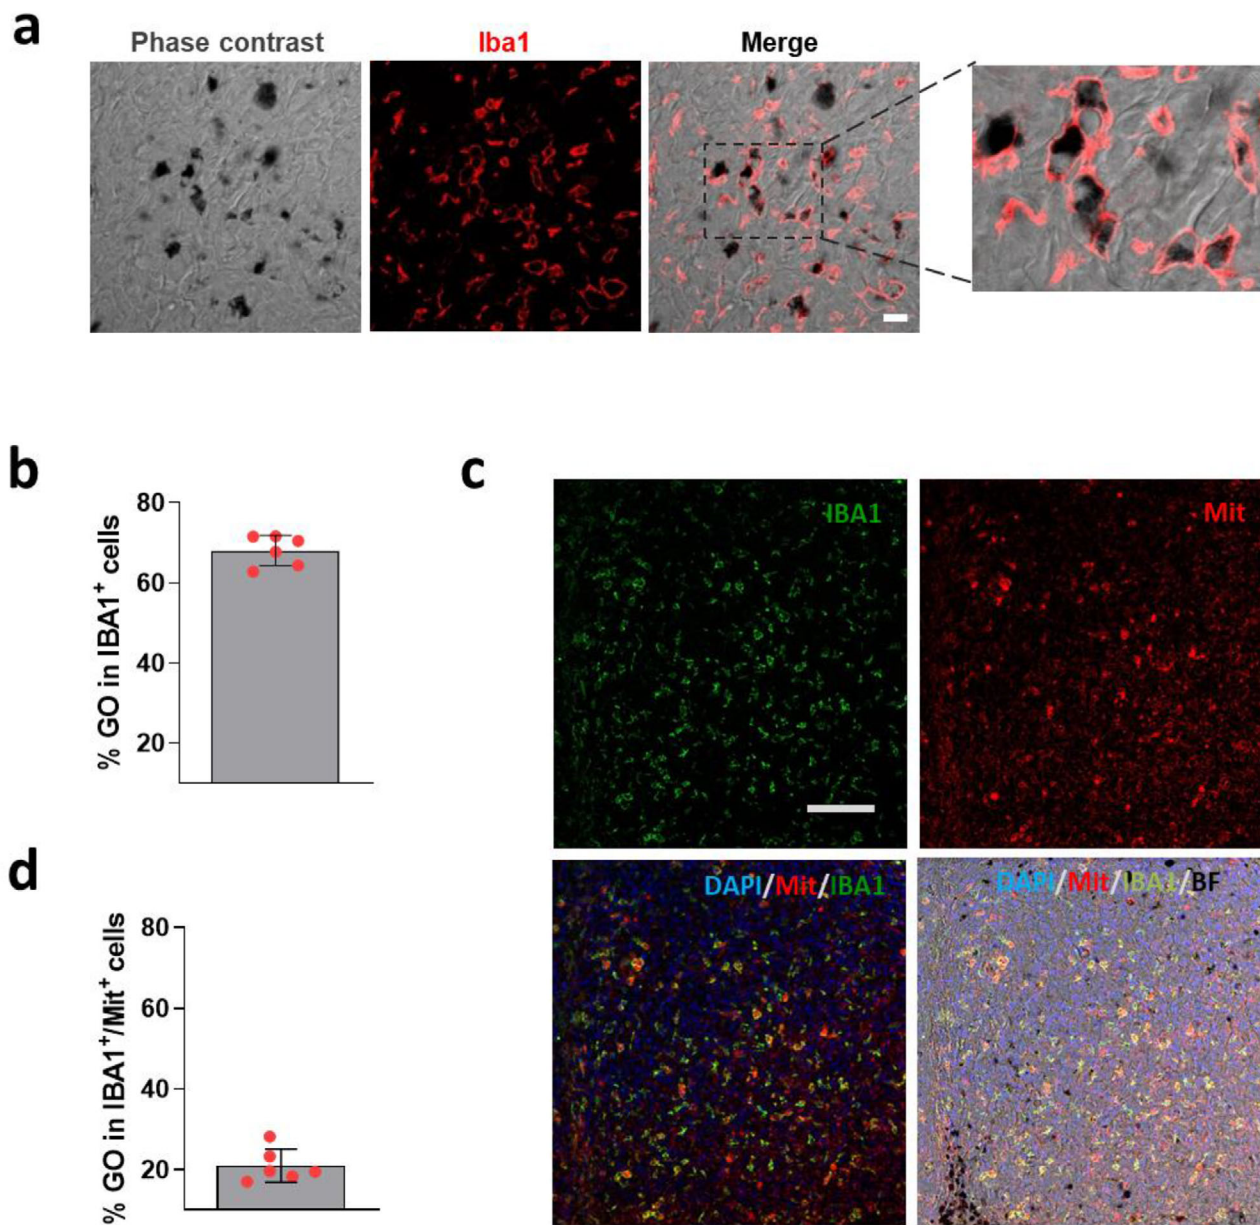 a
Phase contrast
Iba1
Merge
b
80
60
40
20
% GO in IBA1+ cells
c
IBA1
Mit
DAPI/Mit/IBA1
DAPI/Mit/IBA1/BF
d
80
60
40
20
% GO in IBA1+/Mit+ cells